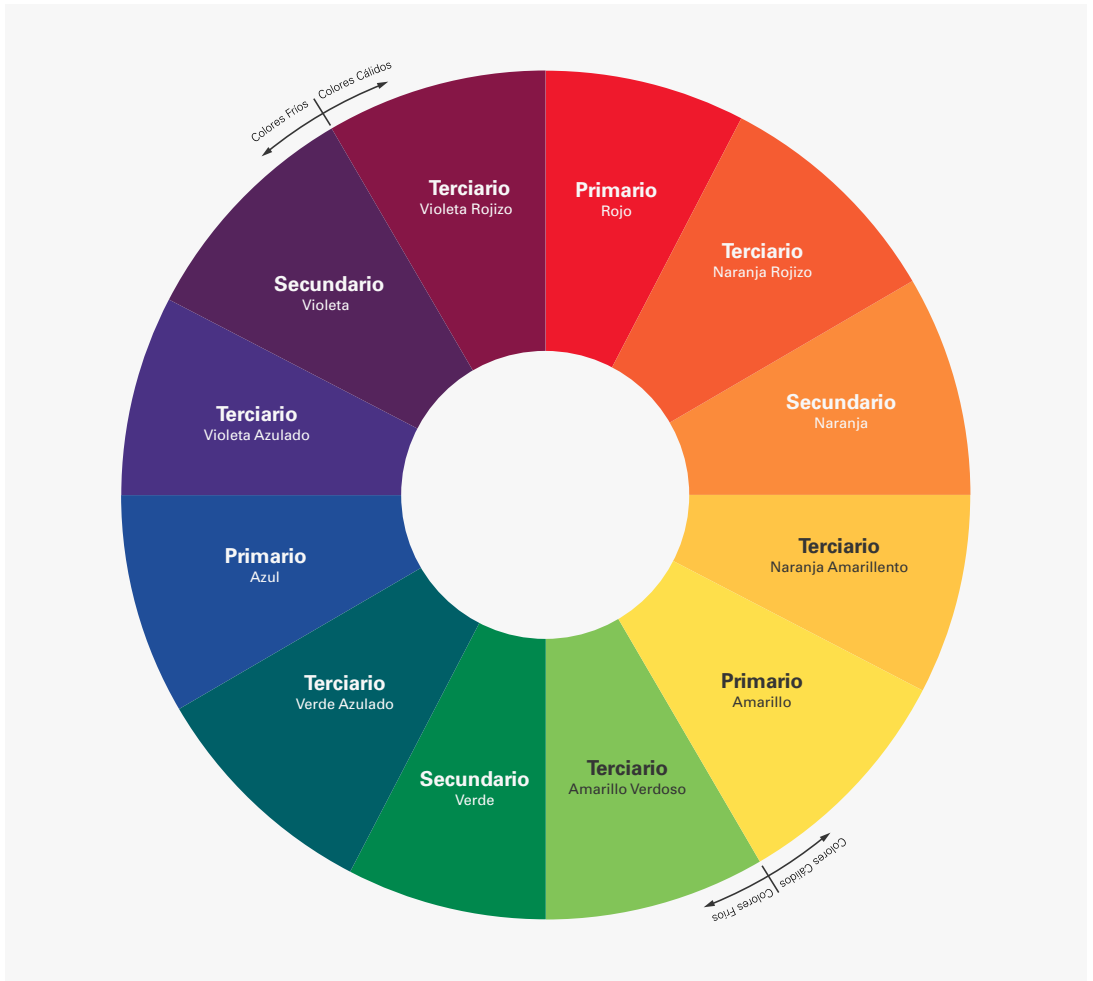 Colores Fríos
Colores Cálidos
Terciario
Violeta Rojizo
Primario
Rojo
Terciario
Naranja Rojizo
Secundario
Naranja
Terciario
Naranja Amarillento
Primario
Amarillo
Colores Cálidos
Colores Fríos
Terciario
Amarillo Verdoso
Secundario
Verde
Terciario
Verde Azulado
Primario
Azul
Terciario
Violeta Azulado
Secundario
Violeta